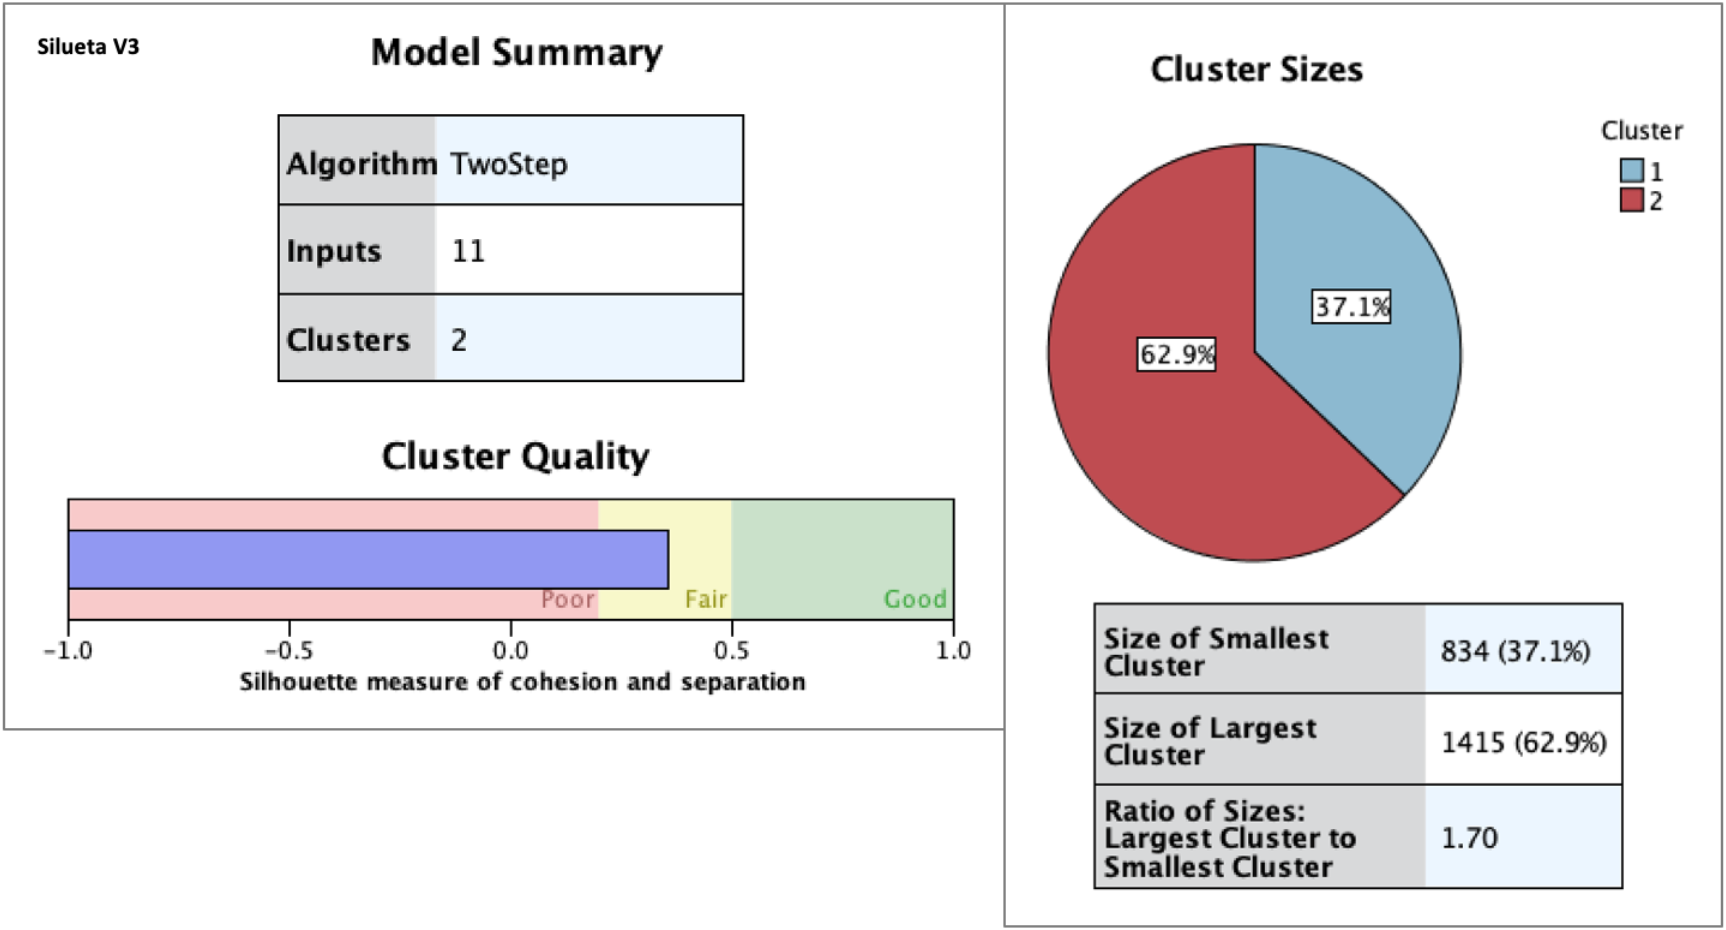 Silueta V3
Model Summary
Algorithm TwoStep
Inputs 11
Clusters 2
Cluster Quality
Poor Fair Good
-1.0 -0.5 0.0 0.5 1.0
Silhouette measure of cohesion and separation
Cluster Sizes
Cluster
1
2
37.1%
62.9%
Size of Smallest
Cluster
834 (37.1%)
Size of Largest
Cluster
1415 (62.9%)
Ratio of Sizes:
Largest Cluster to
Smallest Cluster
1.70